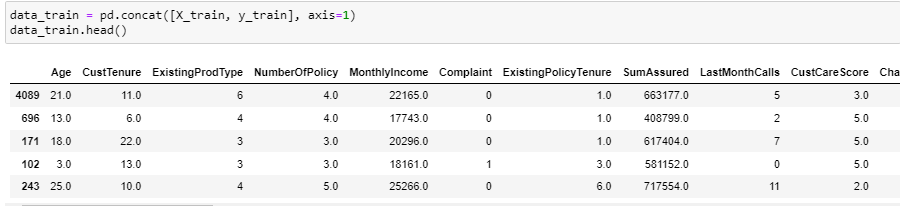 data_train = pd.concat([X_train, y_train], axis=1)
data_train.head()
Age CustTenure ExistingProdType NumberOfPolicy MonthlyIncome Complaint ExistingPolicyTenure SumAssured LastMonthCalls CustCareScore Cha
4089 21.0 11.0 6 4.0 22165.0 0 1.0 663177.0 5 3.0
696 13.0 6.0 4 4.0 17743.0 0 1.0 408799.0 2 5.0
171 18.0 22.0 3 3.0 20296.0 0 1.0 617404.0 7 5.0
102 3.0 13.0 3 3.0 18161.0 1 3.0 581152.0 0 5.0
243 25.0 10.0 4 5.0 25266.0 0 6.0 717554.0 11 2.0